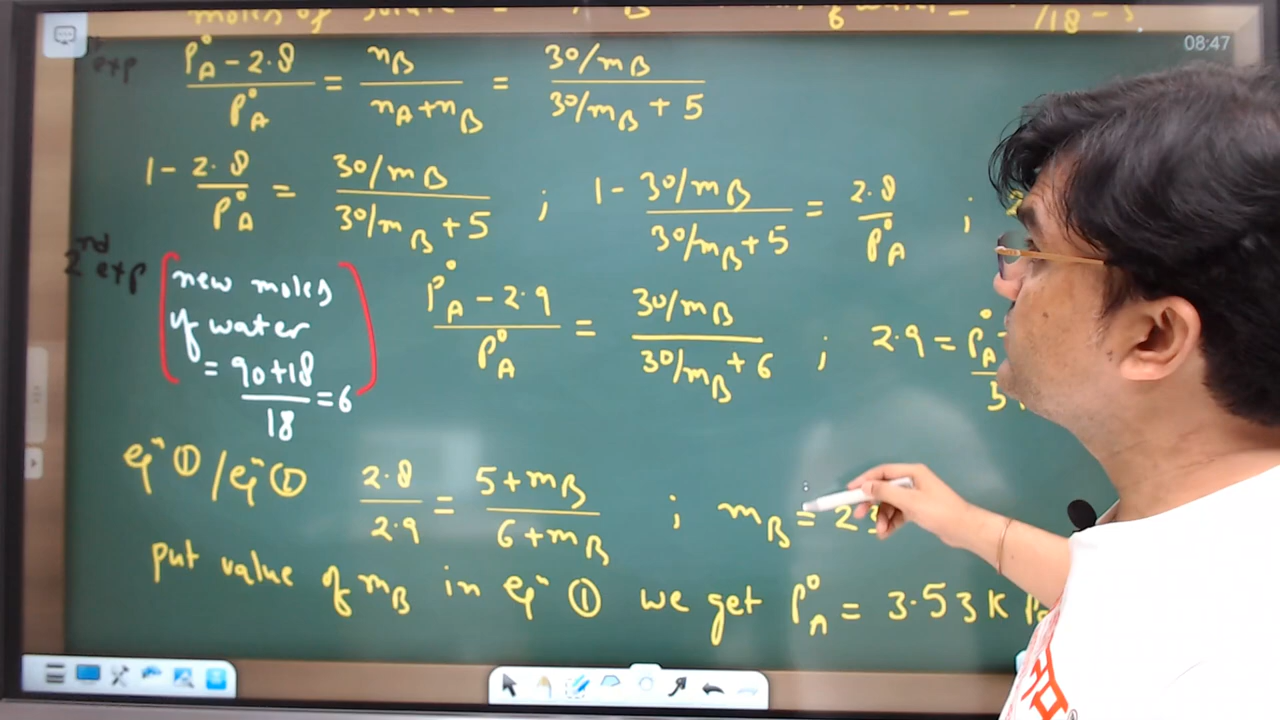 moles of
08:47
exp
P°A - 2.8 / P°A = nB / nA + nB = 30/mB / 30/mB + 5
1 - 2.8 / P°A = 30/mB / 30/mB + 5 ; 1 - 30/mB / 30/mB + 5 = 2.8 / P°A ;
2nd exp
new moles
of water
= 90+18 / 18 = 6
P°A - 2.9 / P°A = 30/mB / 30/mB + 6 ; 2.9 = P°A
eqn ① / eqn ① 2.8 / 2.9 = 5 + mB / 6 + mB ; mB = 2
put value of mB in eqn ① we get P°A = 3.53 K